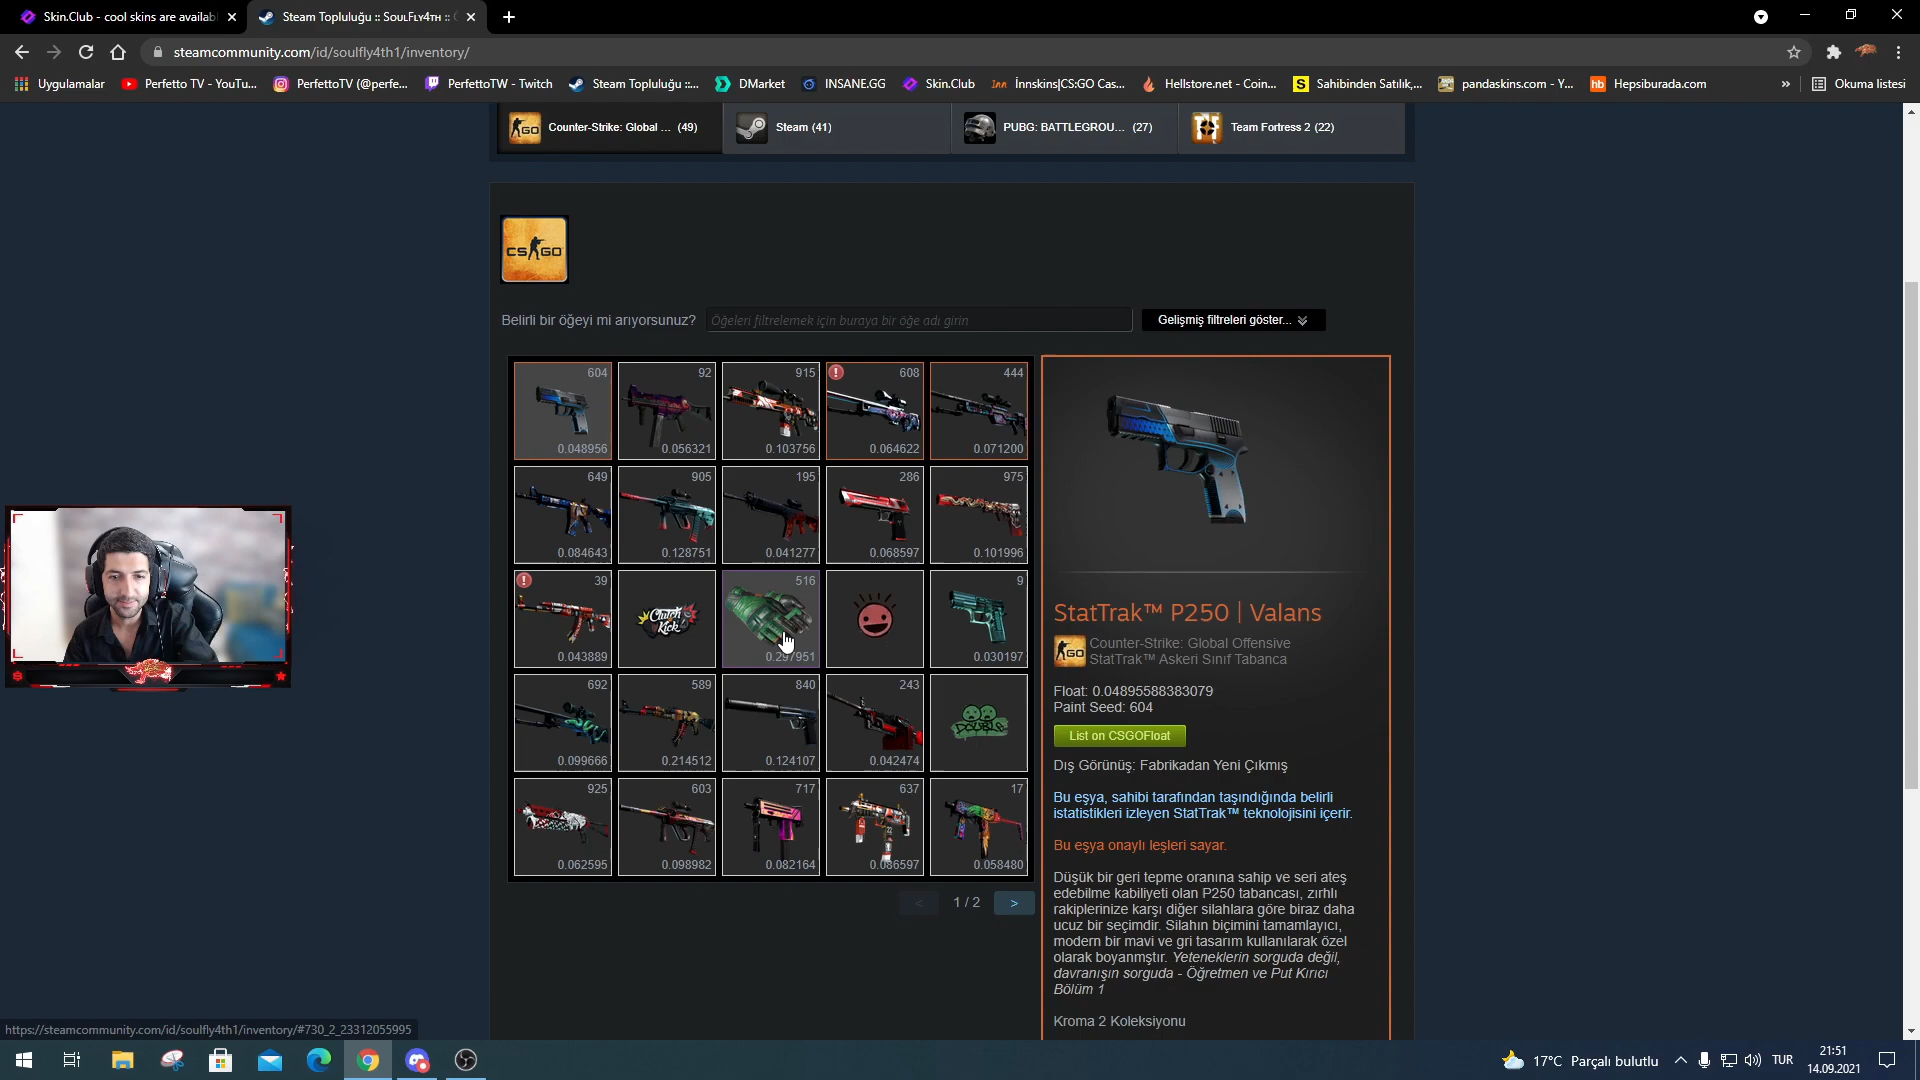 Skin.Club - cool skins are availab
Steam Topluluğu :: SᴏᴜʟFʟʏ4ᴛʜ ::
steamcommunity.com/id/soulfly4th1/inventory/
Uygulamalar
Perfetto TV - YouTu...
PerfettoTV (@perfe...
PerfettoTW - Twitch
Steam Topluluğu ::...
DMarket
INSANE.GG
Skin.Club
İnnskins|CS:GO Cas...
Hellstore.net - Coin...
Sahibinden Satılık,...
pandaskins.com - Y...
Hepsiburada.com
»
Okuma listesi
Counter-Strike: Global ... (49)
Steam (41)
PUBG: BATTLEGROU... (27)
Team Fortress 2 (22)
CS GO
Belirli bir öğeyi mi arıyorsunuz?
Öğeleri filtrelemek için buraya bir öğe adı girin
Gelişmiş filtreleri göster...
604 92 915 608 444
0.048956 0.056321 0.103756 0.064622 0.071200
649 905 195 286 975
0.084643 0.128751 0.041277 0.068597 0.101996
39 516 9
Clutch Kick
0.043889 0.297951 0.030197
692 589 840 243
DOUBLE
0.099666 0.214512 0.124107 0.042474
925 603 717 637 17
0.062595 0.098982 0.082164 0.086597 0.058480
< 1 / 2 >
StatTrak™ P250 | Valans
Counter-Strike: Global Offensive
StatTrak™ Askeri Sınıf Tabanca
Float: 0.04895588383079
Paint Seed: 604
List on CSGOFloat
Dış Görünüş: Fabrikadan Yeni Çıkmış
Bu eşya, sahibi tarafından taşındığında belirli
istatistikleri izleyen StatTrak™ teknolojisini içerir.
Bu eşya onaylı leşleri sayar.
Düşük bir geri tepme oranına sahip ve seri ateş
edebilme kabiliyeti olan P250 tabancası, zırhlı
rakiplerinize karşı diğer silahlara göre biraz daha
ucuz bir seçimdir. Silahın biçimini tamamlayıcı,
modern bir mavi ve gri tasarım kullanılarak özel
olarak boyanmıştır. Yeteneklerin sorguda değil,
davranışın sorguda - Öğretmen ve Put Kırıcı
Bölüm 1
Kroma 2 Koleksiyonu
https://steamcommunity.com/id/soulfly4th1/inventory/#730_2_23312055995
17°C Parçalı bulutlu
TUR
21:51
14.09.2021